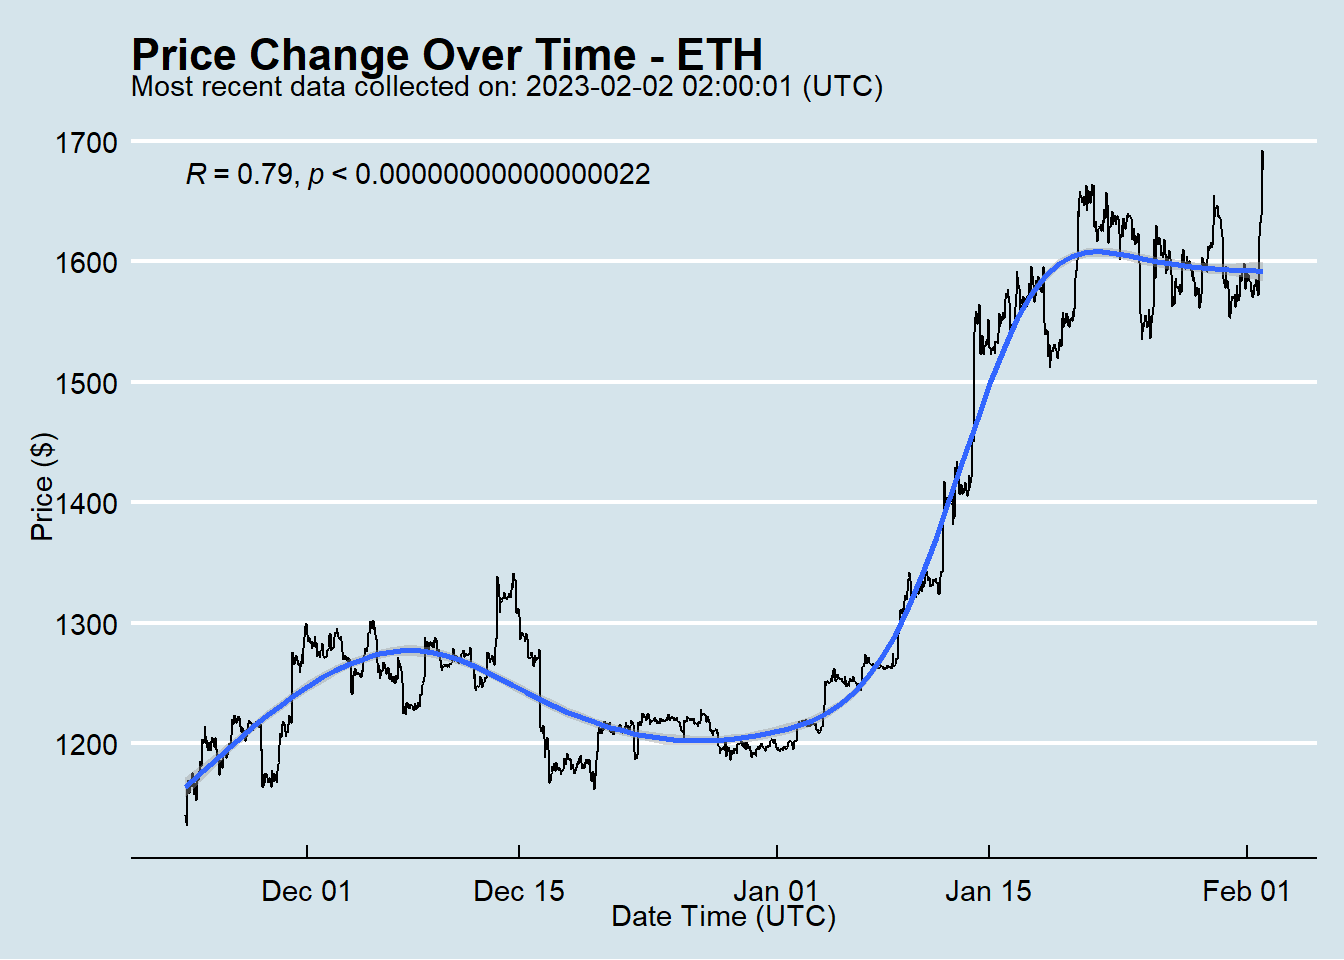 Price Change Over Time - ETH
Most recent data collected on: 2023-02-02 02:00:01 (UTC)
R = 0.79, p < 0.00000000000000022
1700
1600
1500
1400
1300
1200
Price ($)
Dec 01 Dec 15 Jan 01 Jan 15 Feb 01
Date Time (UTC)